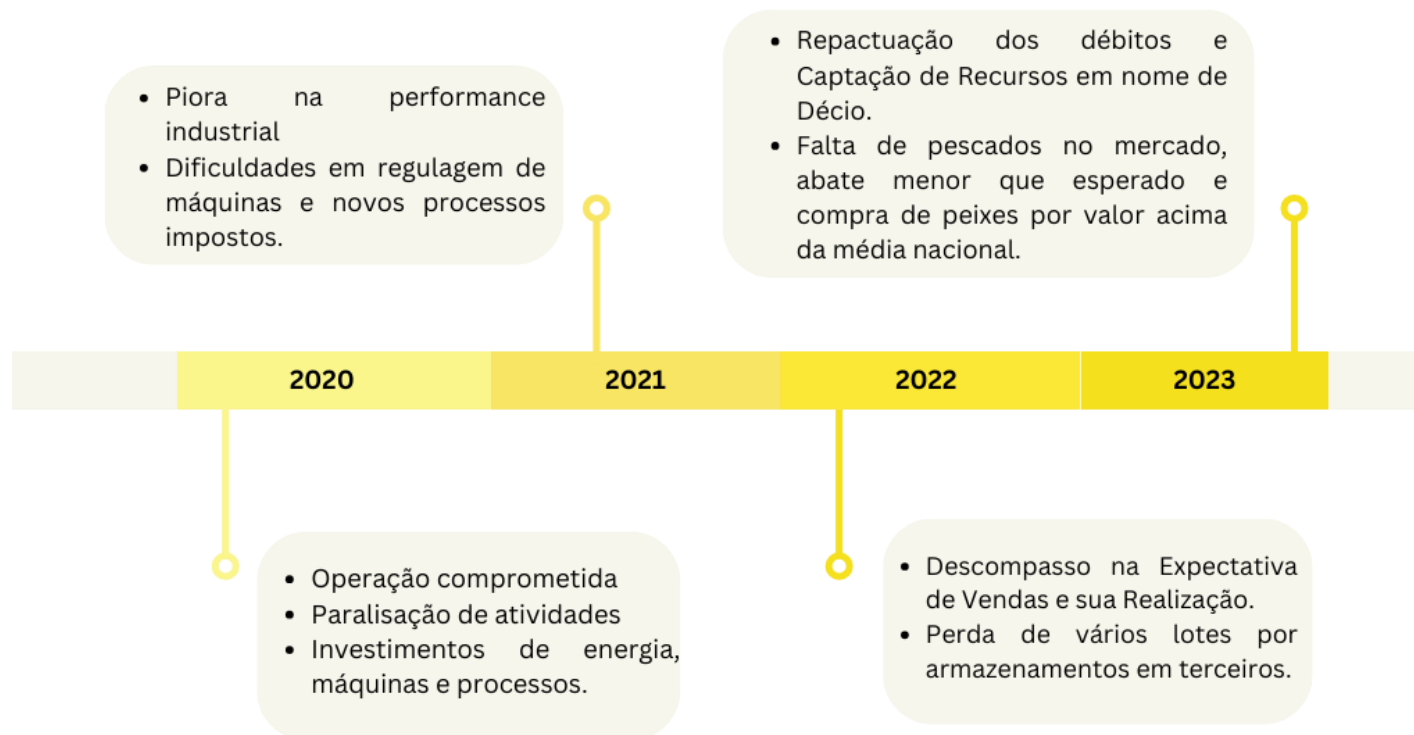 • Repactuação dos débitos e
Captação de Recursos em nome de
Décio.
• Falta de pescados no mercado,
abate menor que esperado e
compra de peixes por valor acima
da média nacional.
• Piora na performance
industrial
• Dificuldades em regulagem de
máquinas e novos processos
impostos.
2020
2021
2022
2023
• Operação comprometida
• Paralisação de atividades
• Investimentos de energia,
máquinas e processos.
• Descompasso na Expectativa
de Vendas e sua Realização.
• Perda de vários lotes por
armazenamentos em terceiros.